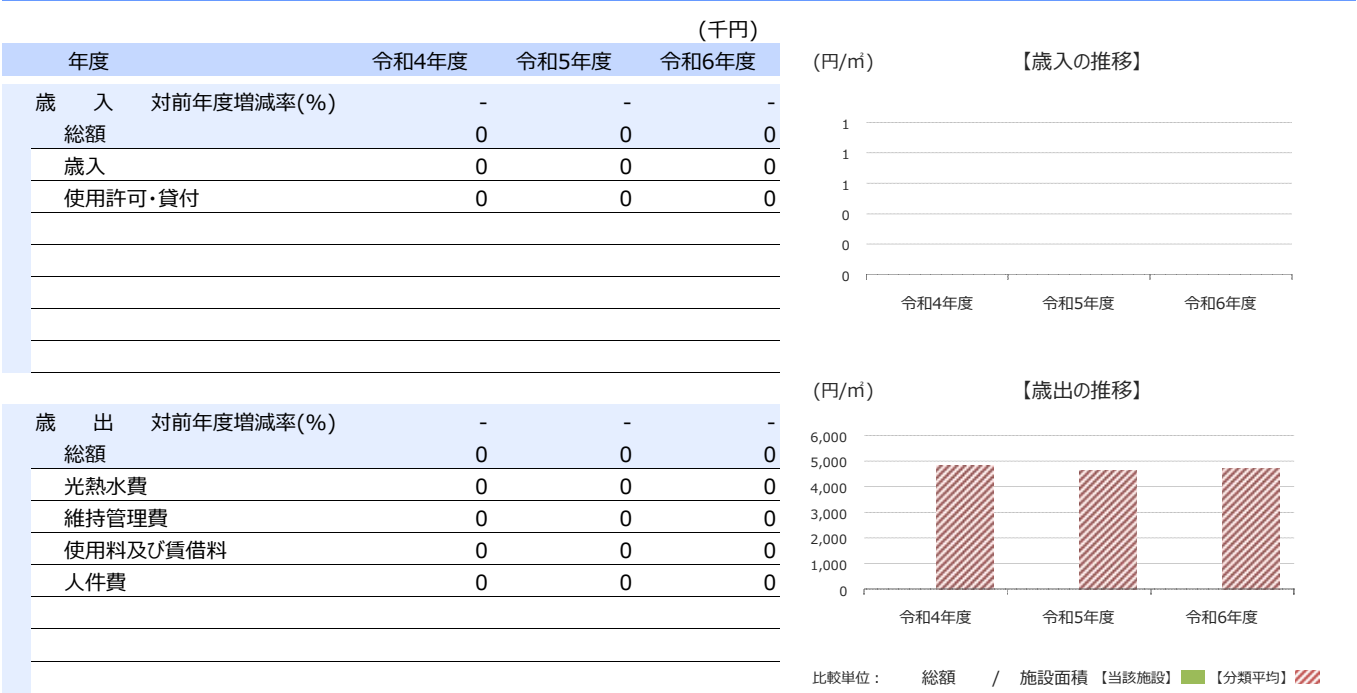 (千円)
年度 令和4年度 令和5年度 令和6年度
歳 入 対前年度増減率(%) - - -
総額 0 0 0
歳入 0 0 0
使用許可・貸付 0 0 0
(円/㎡) 【歳入の推移】
1
1
1
0
0
0
令和4年度 令和5年度 令和6年度
歳 出 対前年度増減率(%) - - -
総額 0 0 0
光熱水費 0 0 0
維持管理費 0 0 0
使用料及び賃借料 0 0 0
人件費 0 0 0
(円/㎡) 【歳出の推移】
6,000
5,000
4,000
3,000
2,000
1,000
0
令和4年度 令和5年度 令和6年度
比較単位: 総額 / 施設面積 【当該施設】 【分類平均】